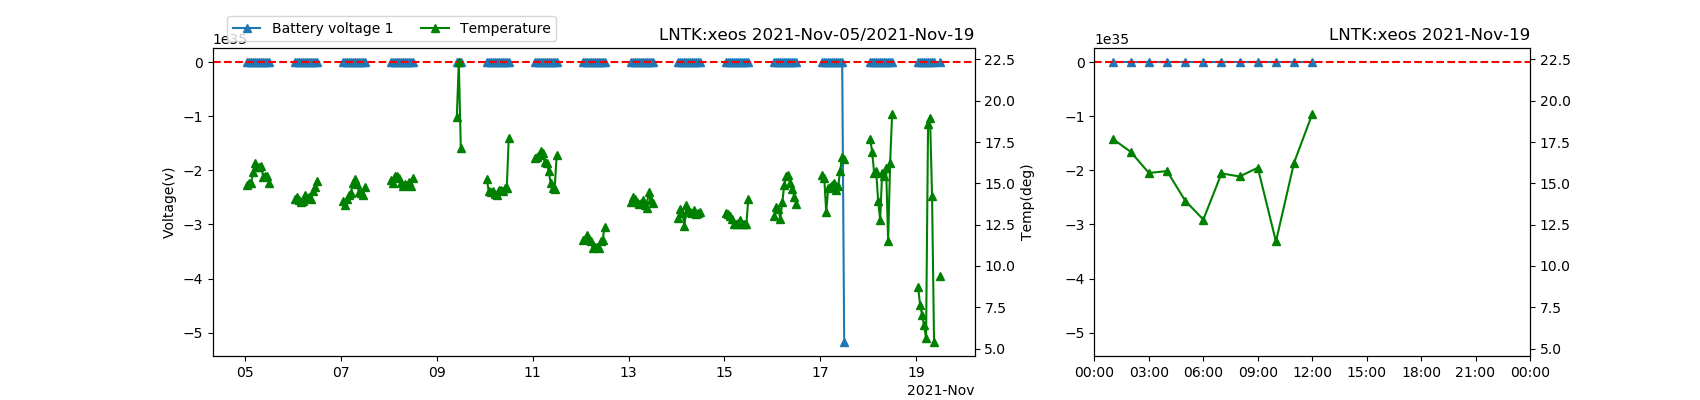 Battery voltage 1 Temperature
LNTK:xeos 2021-Nov-05/2021-Nov-19
1e35
Voltage(v)
0
−1
−2
−3
−4
−5
22.5
20.0
17.5
15.0
12.5
10.0
7.5
5.0
Temp(deg)
05 07 09 11 13 15 17 19
2021-Nov
LNTK:xeos 2021-Nov-19
1e35
0
−1
−2
−3
−4
−5
22.5
20.0
17.5
15.0
12.5
10.0
7.5
5.0
00:00 03:00 06:00 09:00 12:00 15:00 18:00 21:00 00:00